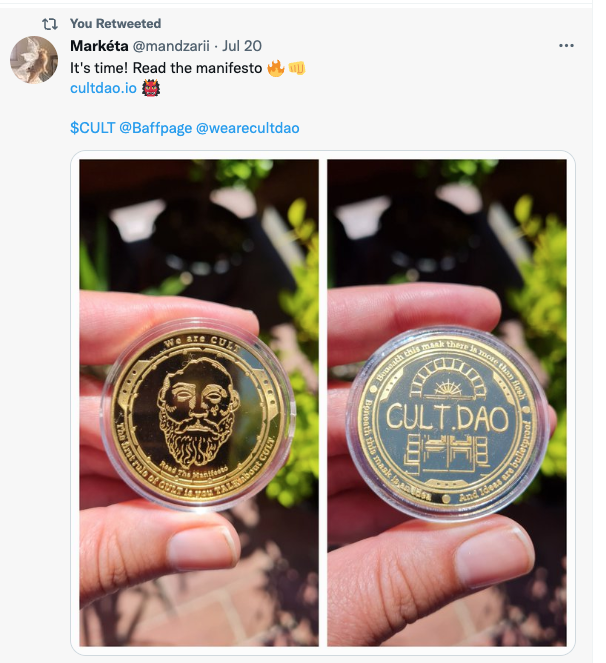 You Retweeted
Markéta @mandzarii · Jul 20
It's time! Read the manifesto 🔥👊
cultdao.io 👹
$CULT @Baffpage @wearecultdao
We are CULT
Read The Manifesto
The first rule of CULT is you TALK about CULT.
Beneath this mask there is more than flesh
CULT.DAO
Beneath this mask is an idea
And ideas are bulletproof